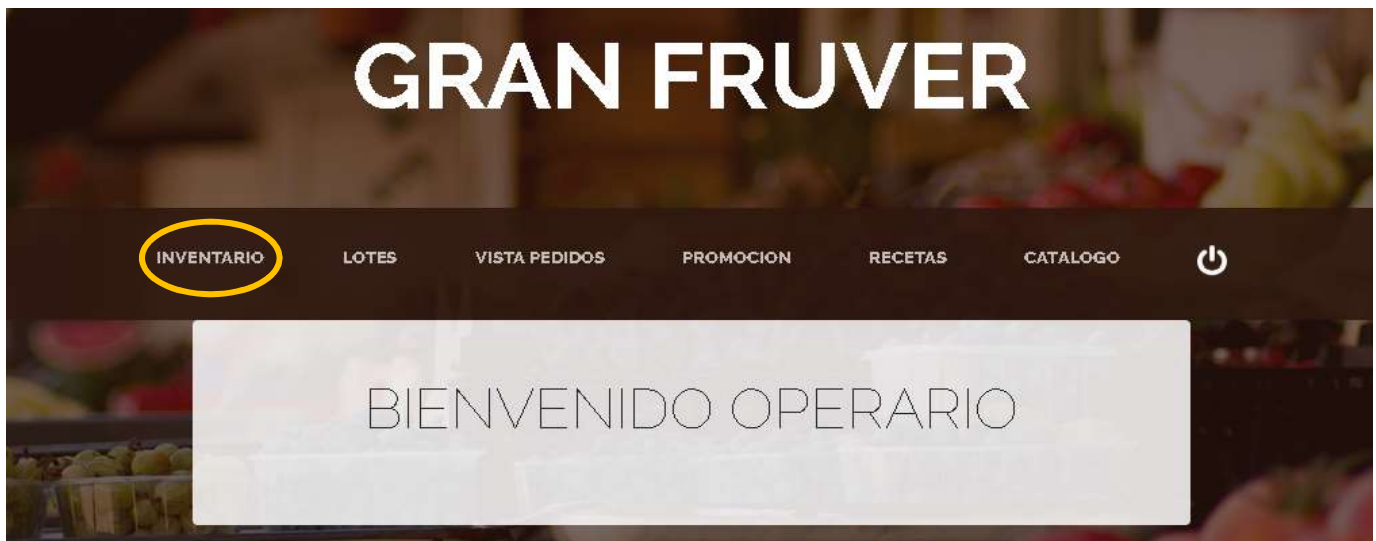 GRAN FRUVER
INVENTARIO LOTES VISTA PEDIDOS PROMOCION RECETAS CATALOGO
BIENVENIDO OPERARIO